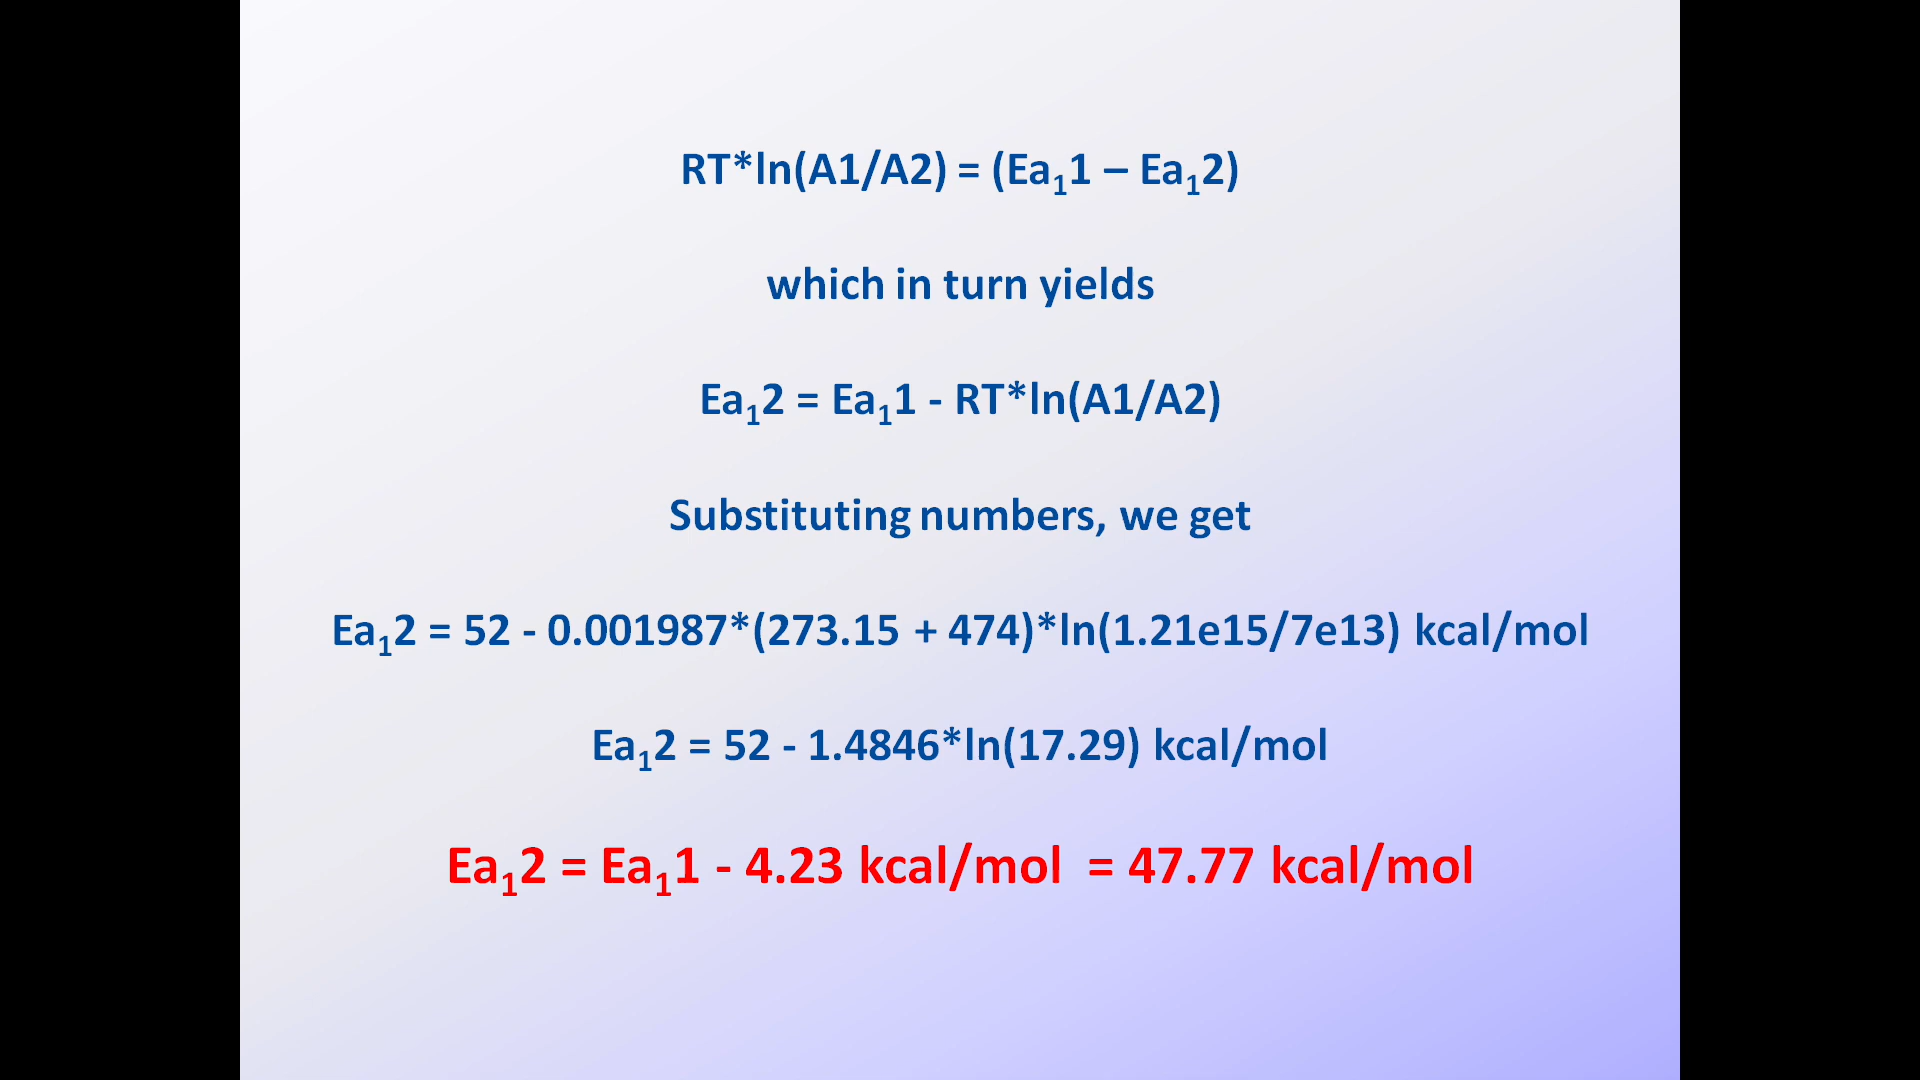 RT*ln(A1/A2) = (Ea₁1 – Ea₁2)
which in turn yields
Ea₁2 = Ea₁1 - RT*ln(A1/A2)
Substituting numbers, we get
Ea₁2 = 52 - 0.001987*(273.15 + 474)*ln(1.21e15/7e13) kcal/mol
Ea₁2 = 52 - 1.4846*ln(17.29) kcal/mol
Ea₁2 = Ea₁1 - 4.23 kcal/mol = 47.77 kcal/mol